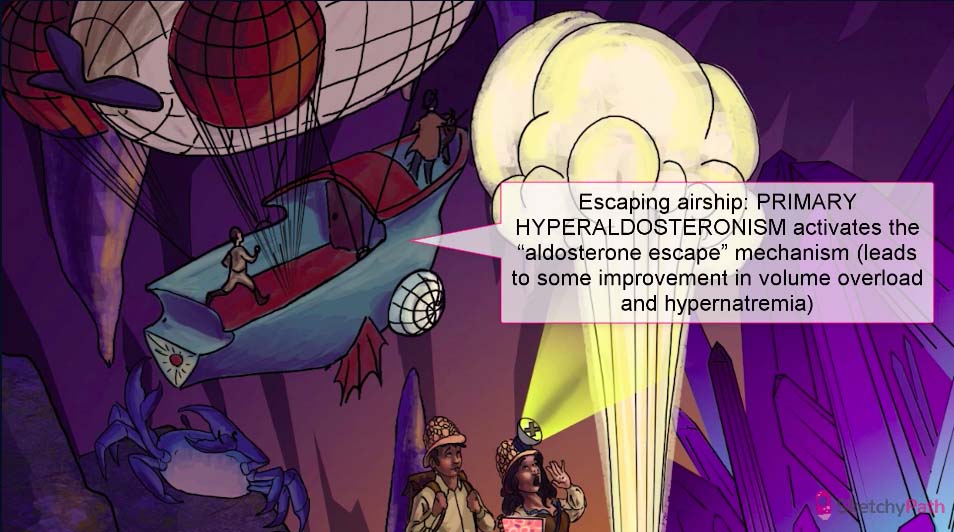 Escaping airship: PRIMARY
HYPERALDOSTERONISM activates the
“aldosterone escape” mechanism (leads
to some improvement in volume overload
and hypernatremia)
SketchyPath